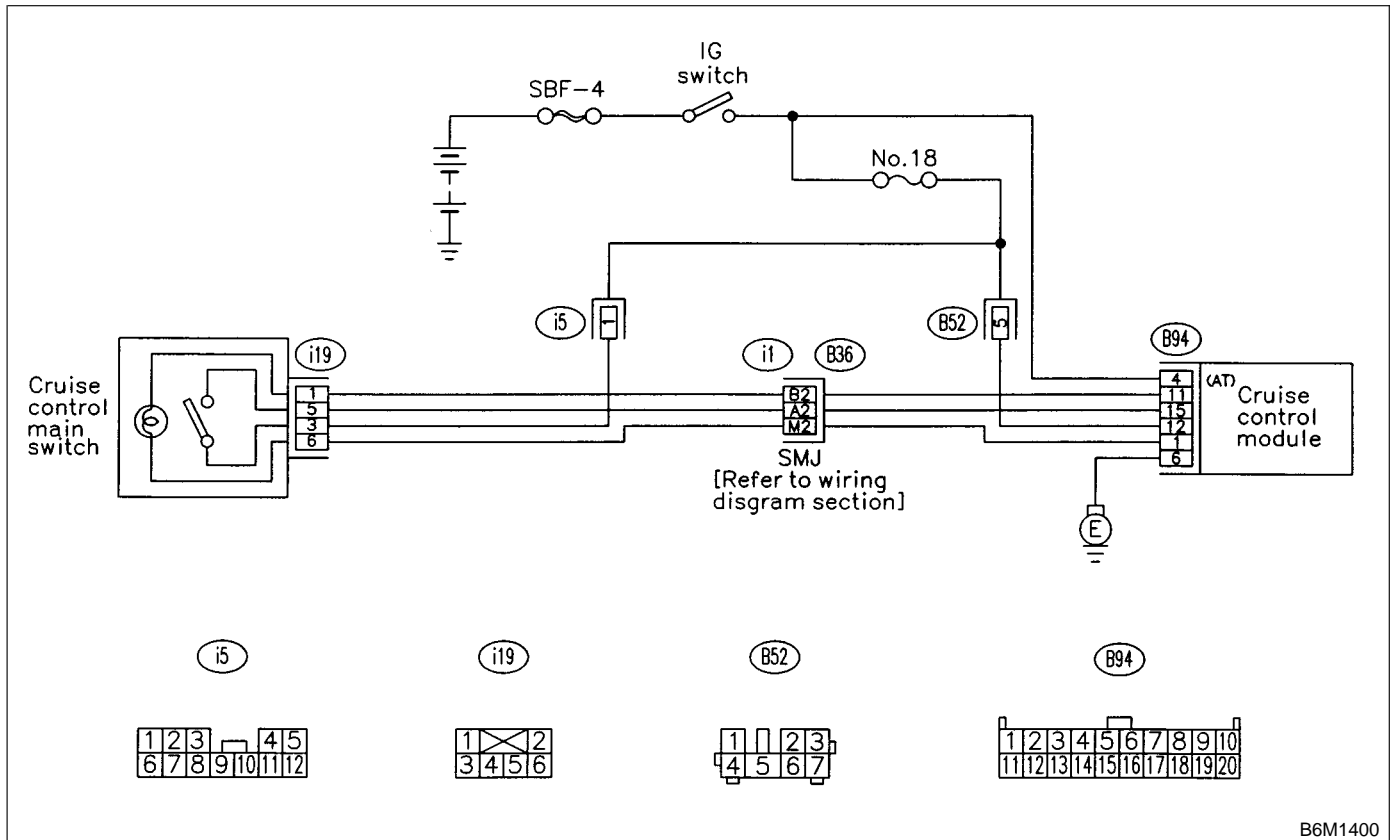 IG
switch
SBF-4
No.18
i5
B52
i19
i1
B36
B94
1
5
Cruise
control
main
switch
1
5
3
6
B2
A2
M2
4
11
15
12
1
6
(AT)
Cruise
control
module
SMJ
[Refer to wiring
disgram section]
E
i5
i19
B52
B94
1 2 3 4 5
6 7 8 9 10 11 12
1 2
3 4 5 6
1 2 3
4 5 6 7
1 2 3 4 5 6 7 8 9 10
11 12 13 14 15 16 17 18 19 20
B6M1400